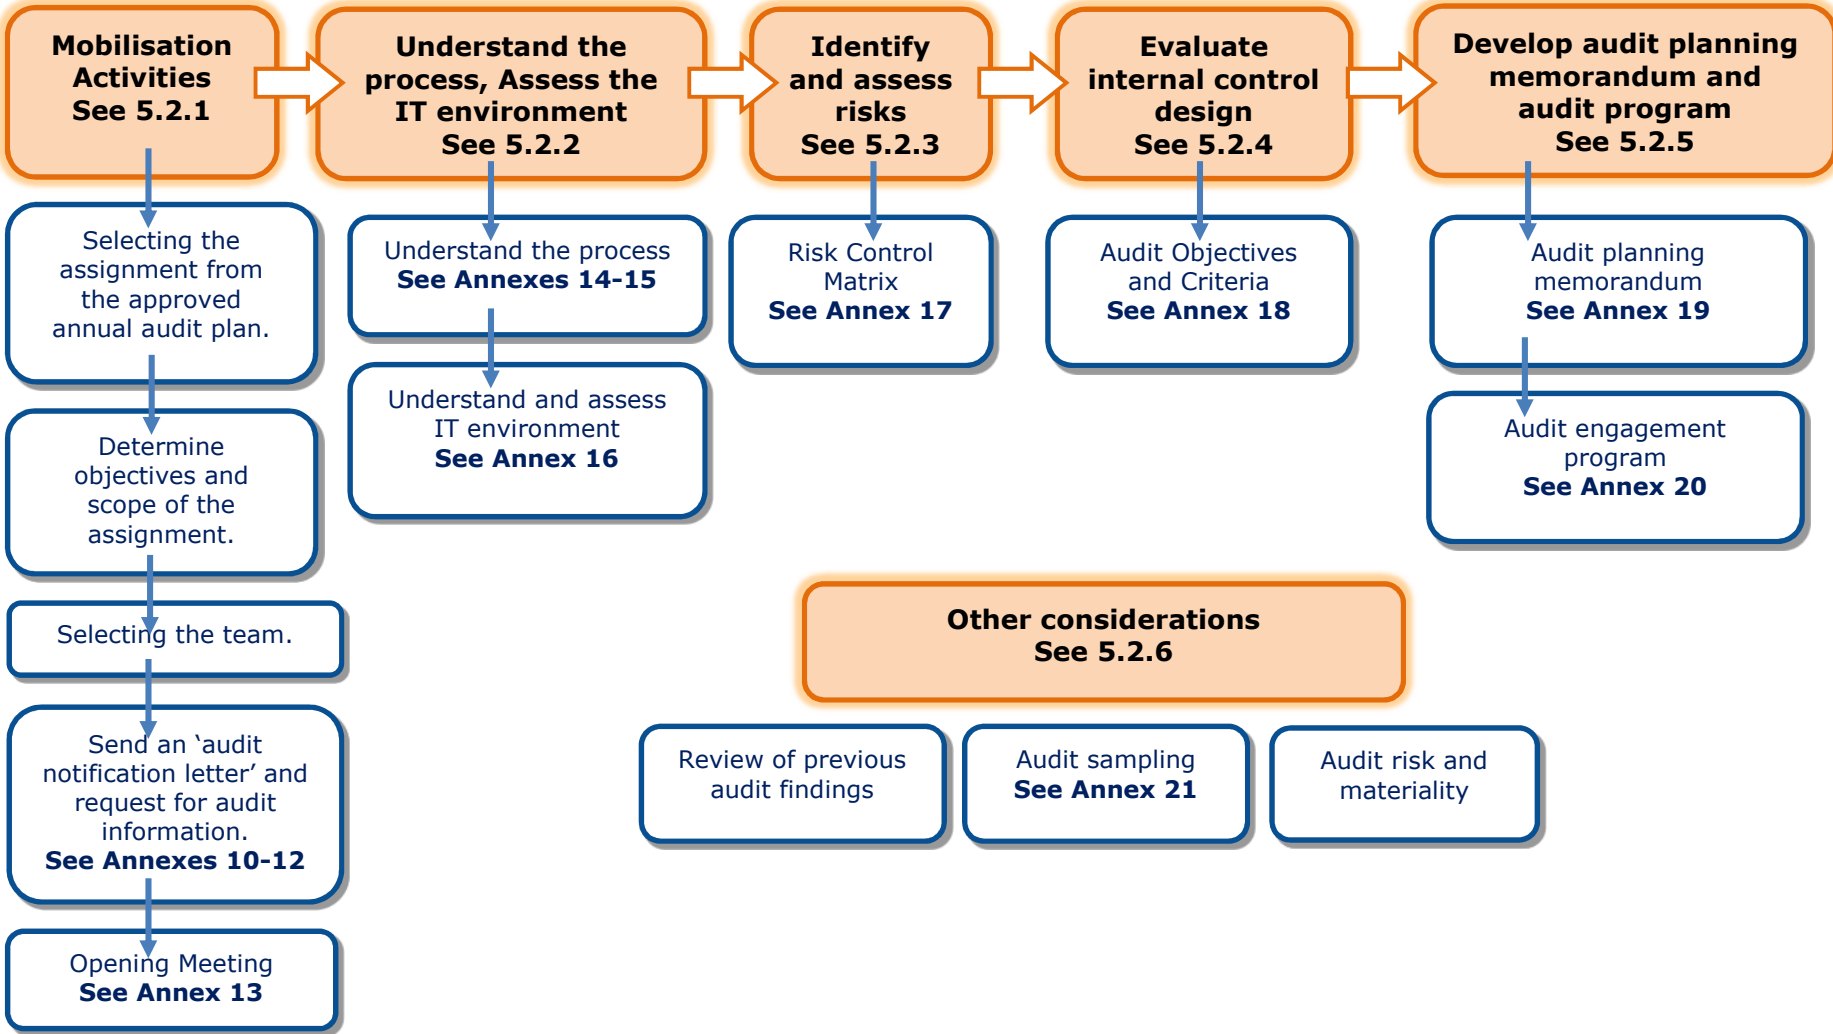 Mobilisation
Activities
See 5.2.1
Understand the
process, Assess the
IT environment
See 5.2.2
Identify
and assess
risks
See 5.2.3
Evaluate
internal control
design
See 5.2.4
Develop audit planning
memorandum and
audit program
See 5.2.5
Selecting the
assignment from
the approved
annual audit plan.
Determine
objectives and
scope of the
assignment.
Selecting the team.
Send an ‘audit
notification letter’ and
request for audit
information.
See Annexes 10-12
Opening Meeting
See Annex 13
Understand the process
See Annexes 14-15
Understand and assess
IT environment
See Annex 16
Risk Control
Matrix
See Annex 17
Audit Objectives
and Criteria
See Annex 18
Audit planning
memorandum
See Annex 19
Audit engagement
program
See Annex 20
Other considerations
See 5.2.6
Review of previous
audit findings
Audit sampling
See Annex 21
Audit risk and
materiality